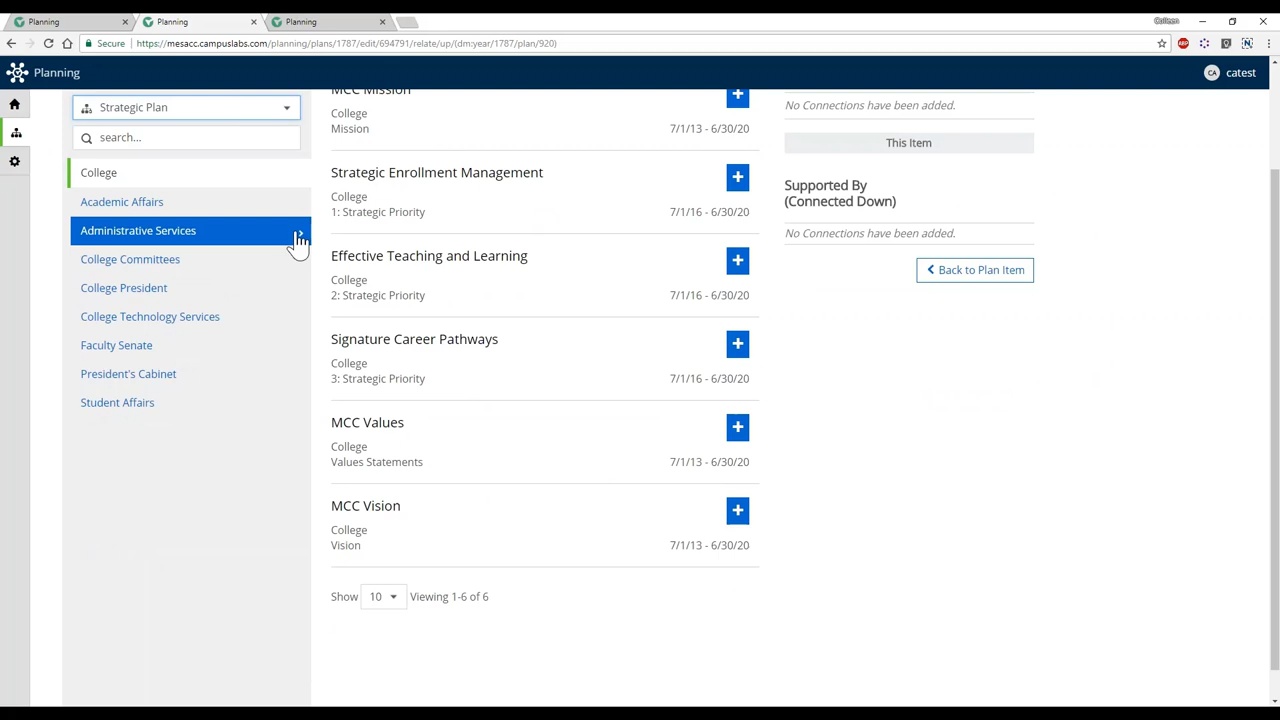 Planning
Planning
Planning
Colleen
Secure
https://mesacc.campuslabs.com/planning/plans/1787/edit/694791/relate/up/(dm:year/1787/plan/920)
ABP
N
Planning
CA
catest
Strategic Plan
search...
College
Academic Affairs
Administrative Services
College Committees
College President
College Technology Services
Faculty Senate
President's Cabinet
Student Affairs
MCC Mission
College
Mission
7/1/13 - 6/30/20
Strategic Enrollment Management
College
1: Strategic Priority
7/1/16 - 6/30/20
Effective Teaching and Learning
College
2: Strategic Priority
7/1/16 - 6/30/20
Signature Career Pathways
College
3: Strategic Priority
7/1/16 - 6/30/20
MCC Values
College
Values Statements
7/1/13 - 6/30/20
MCC Vision
College
Vision
7/1/13 - 6/30/20
Show 10 Viewing 1-6 of 6
No Connections have been added.
This Item
Supported By
(Connected Down)
No Connections have been added.
Back to Plan Item